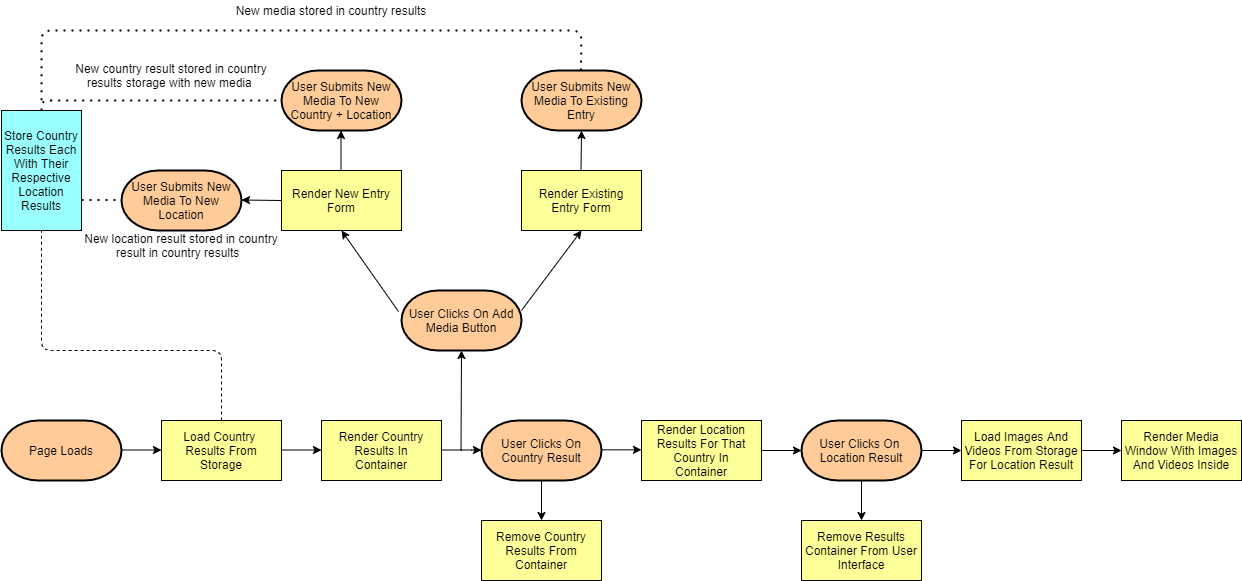 New media stored in country results
New country result stored in country
results storage with new media
User Submits New
Media To New
Country + Location
User Submits New
Media To Existing
Entry
Store Country
Results Each
With Their
Respective
Location
Results
User Submits New
Media To New
Location
Render New Entry
Form
Render Existing
Entry Form
New location result stored in country
result in country results
User Clicks On Add
Media Button
Page Loads
Load Country
Results From
Storage
Render Country
Results In
Container
User Clicks On
Country Result
Render Location
Results For That
Country In
Container
User Clicks On
Location Result
Load Images And
Videos From Storage
For Location Result
Render Media
Window With Images
And Videos Inside
Remove Country
Results From
Container
Remove Results
Container From User
Interface